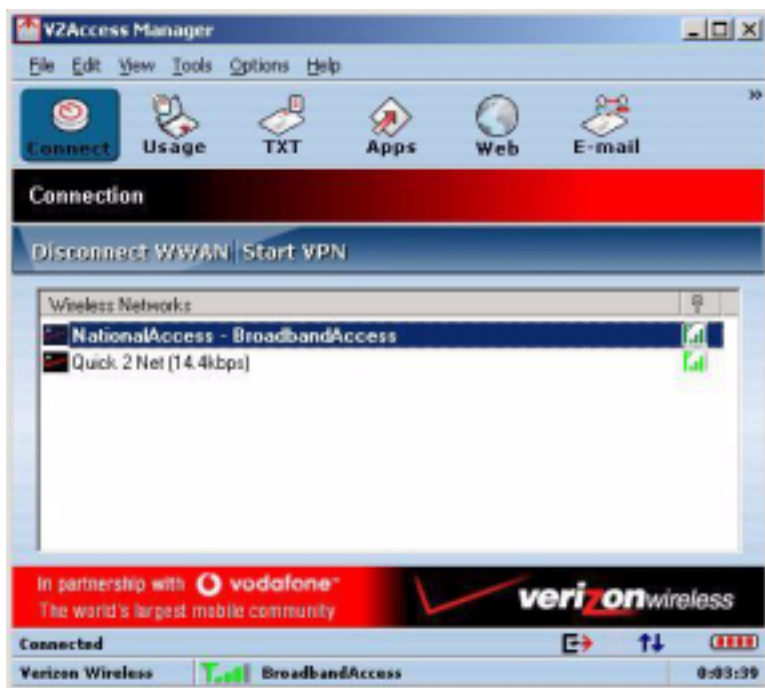 VZAccess Manager
File Edit View Tools Options Help
Connect Usage TXT Apps Web E-mail
Connection
Disconnect WWAN Start VPN
Wireless Networks
NationalAccess - BroadbandAccess
Quick 2 Net (14.4kbps)
In partnership with vodafone™
The world's largest mobile community
verizonwireless
Connected
Verizon Wireless BroadbandAccess 0:03:39